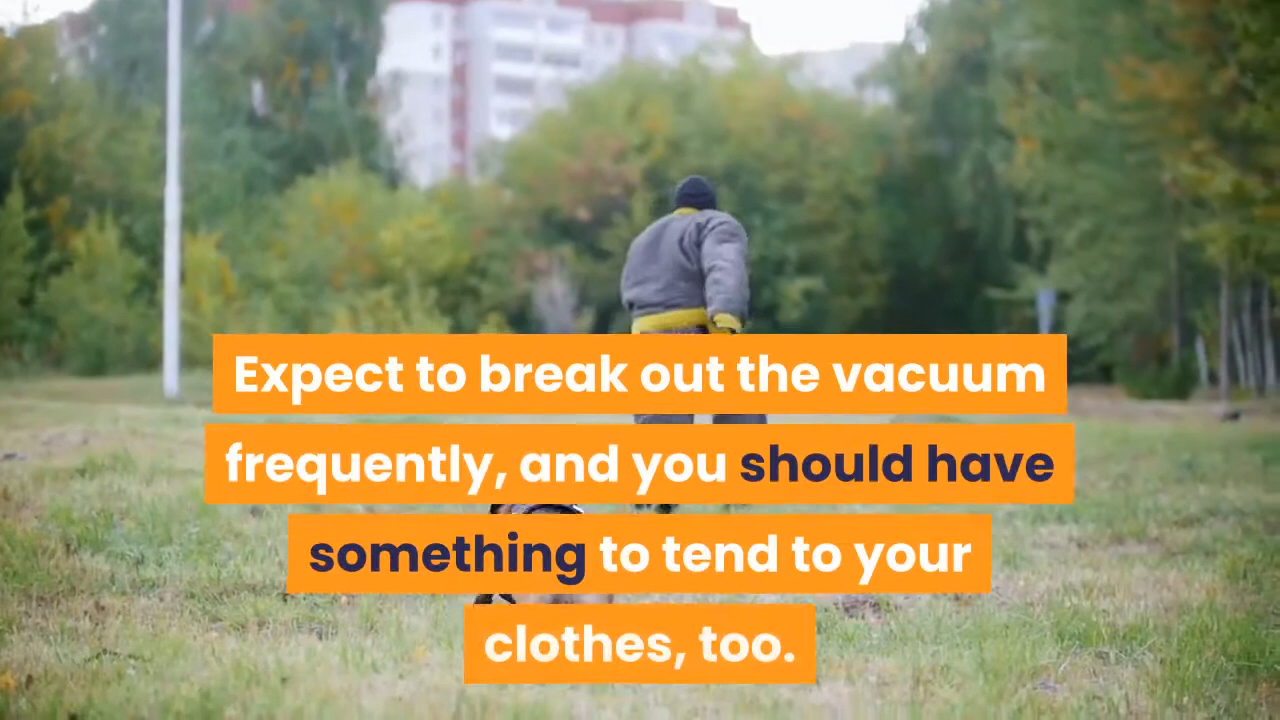 Expect to break out the vacuum
frequently, and you should have
something to tend to your
clothes, too.